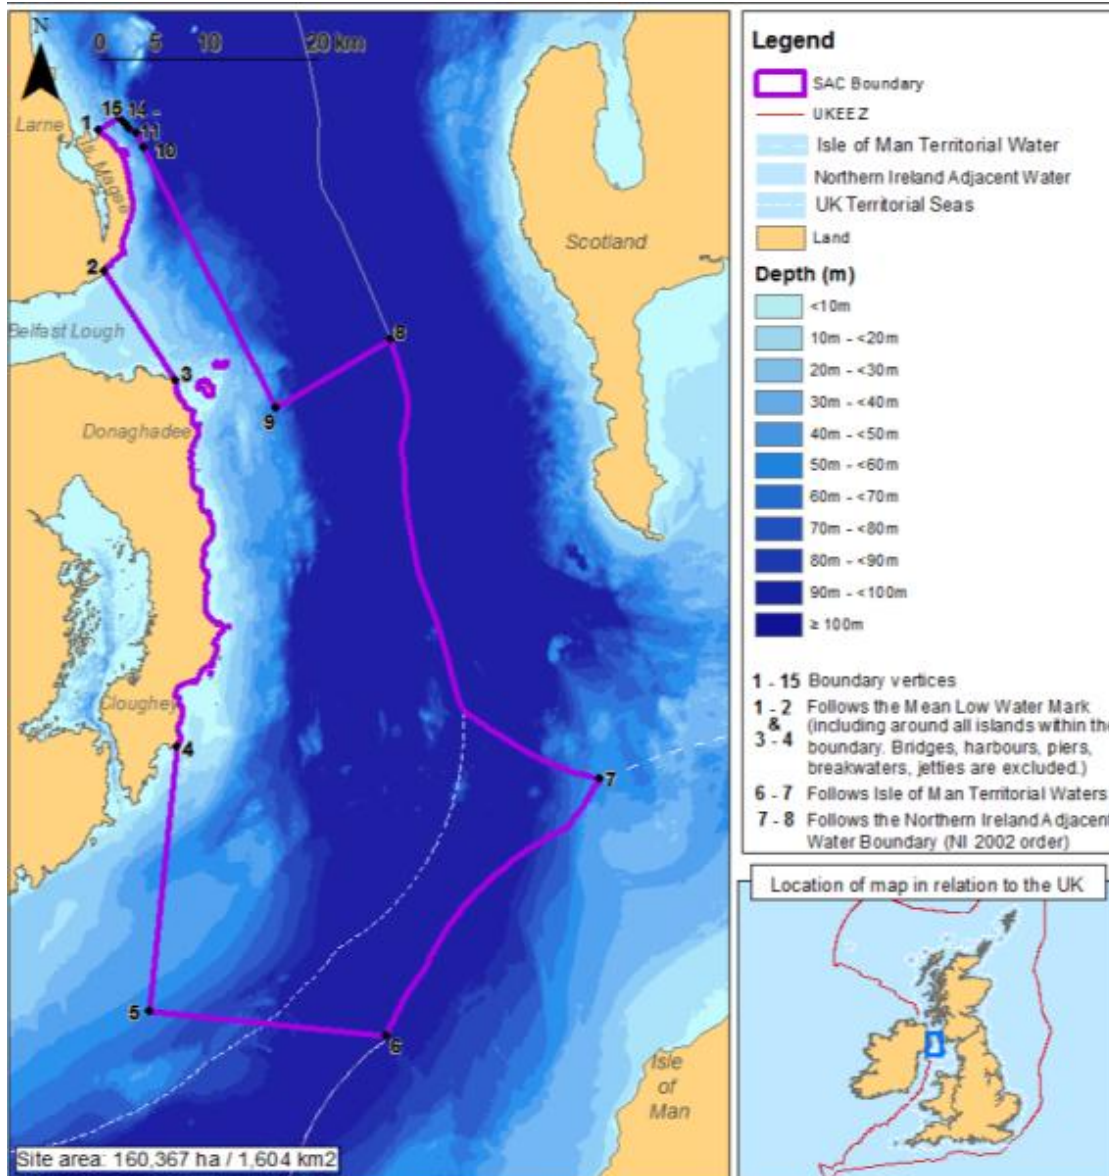 N
0 5 10 20 km
Larne
1
15
14 -
11
10
Is. Magee
2
Belfast Lough
3
Donaghadee
Scotland
8
9
Cloughey
4
7
5
6
Isle
of
Man
Site area: 160,367 ha / 1,604 km2
Legend
SAC Boundary
UKEEZ
Isle of Man Territorial Water
Northern Ireland Adjacent Water
UK Territorial Seas
Land
Depth (m)
<10m
10m - <20m
20m - <30m
30m - <40m
40m - <50m
50m - <60m
60m - <70m
70m - <80m
80m - <90m
90m - <100m
≥ 100m
1 - 15 Boundary vertices
1 - 2 Follows the Mean Low Water Mark
& (including around all islands within the
3 - 4 boundary. Bridges, harbours, piers,
breakwaters, jetties are excluded.)
6 - 7 Follows Isle of Man Territorial Waters
7 - 8 Follows the Northern Ireland Adjacent
Water Boundary (NI 2002 order)
Location of map in relation to the UK